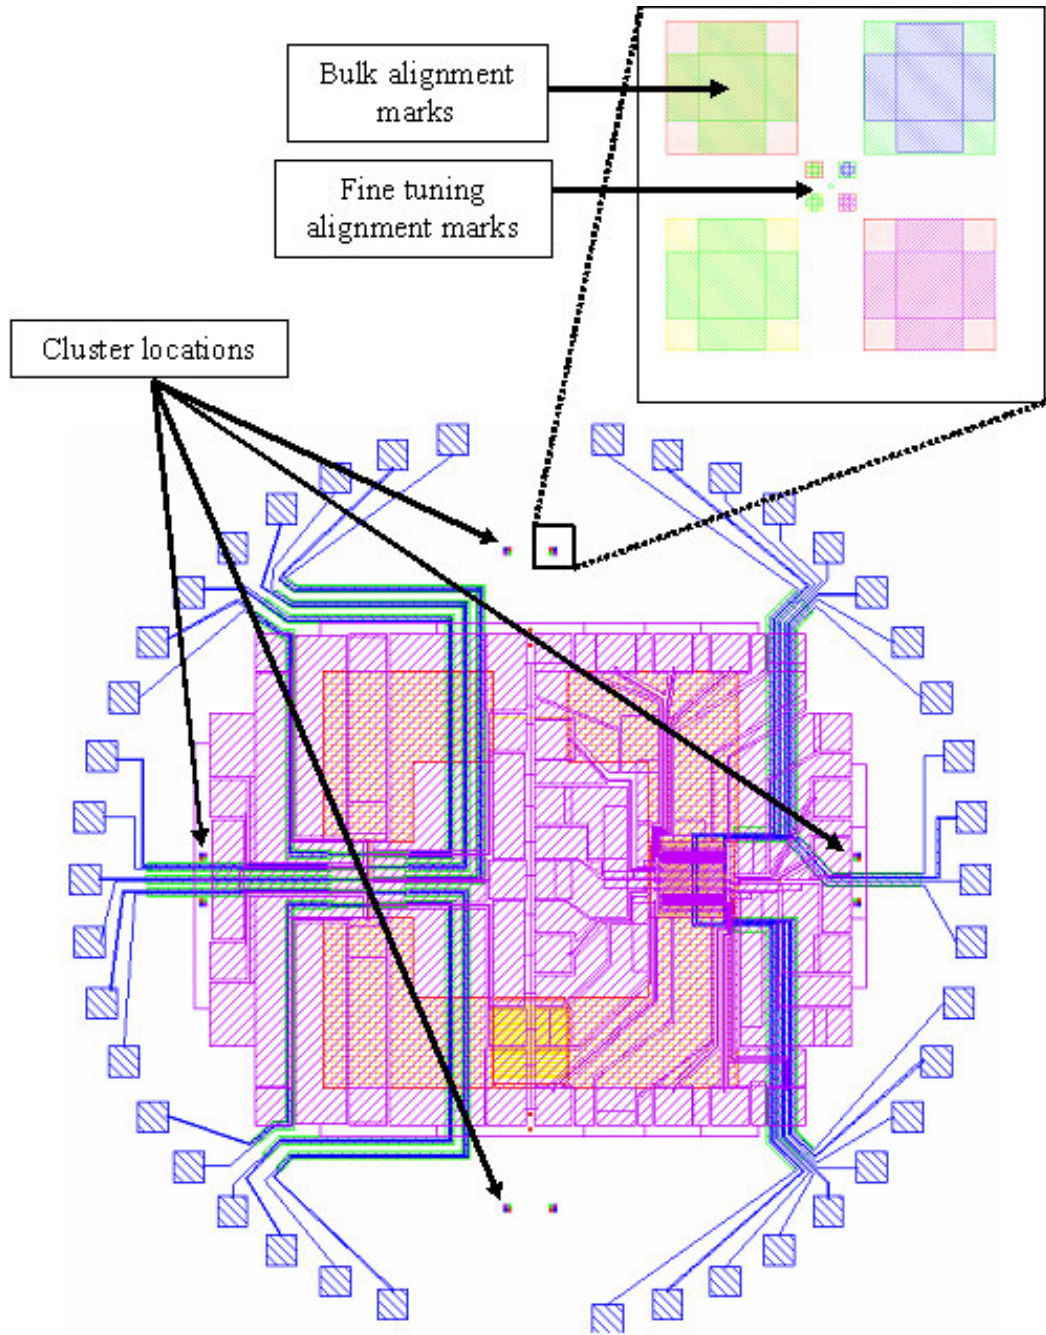 Bulk alignment
marks
Fine tuning
alignment marks
Cluster locations